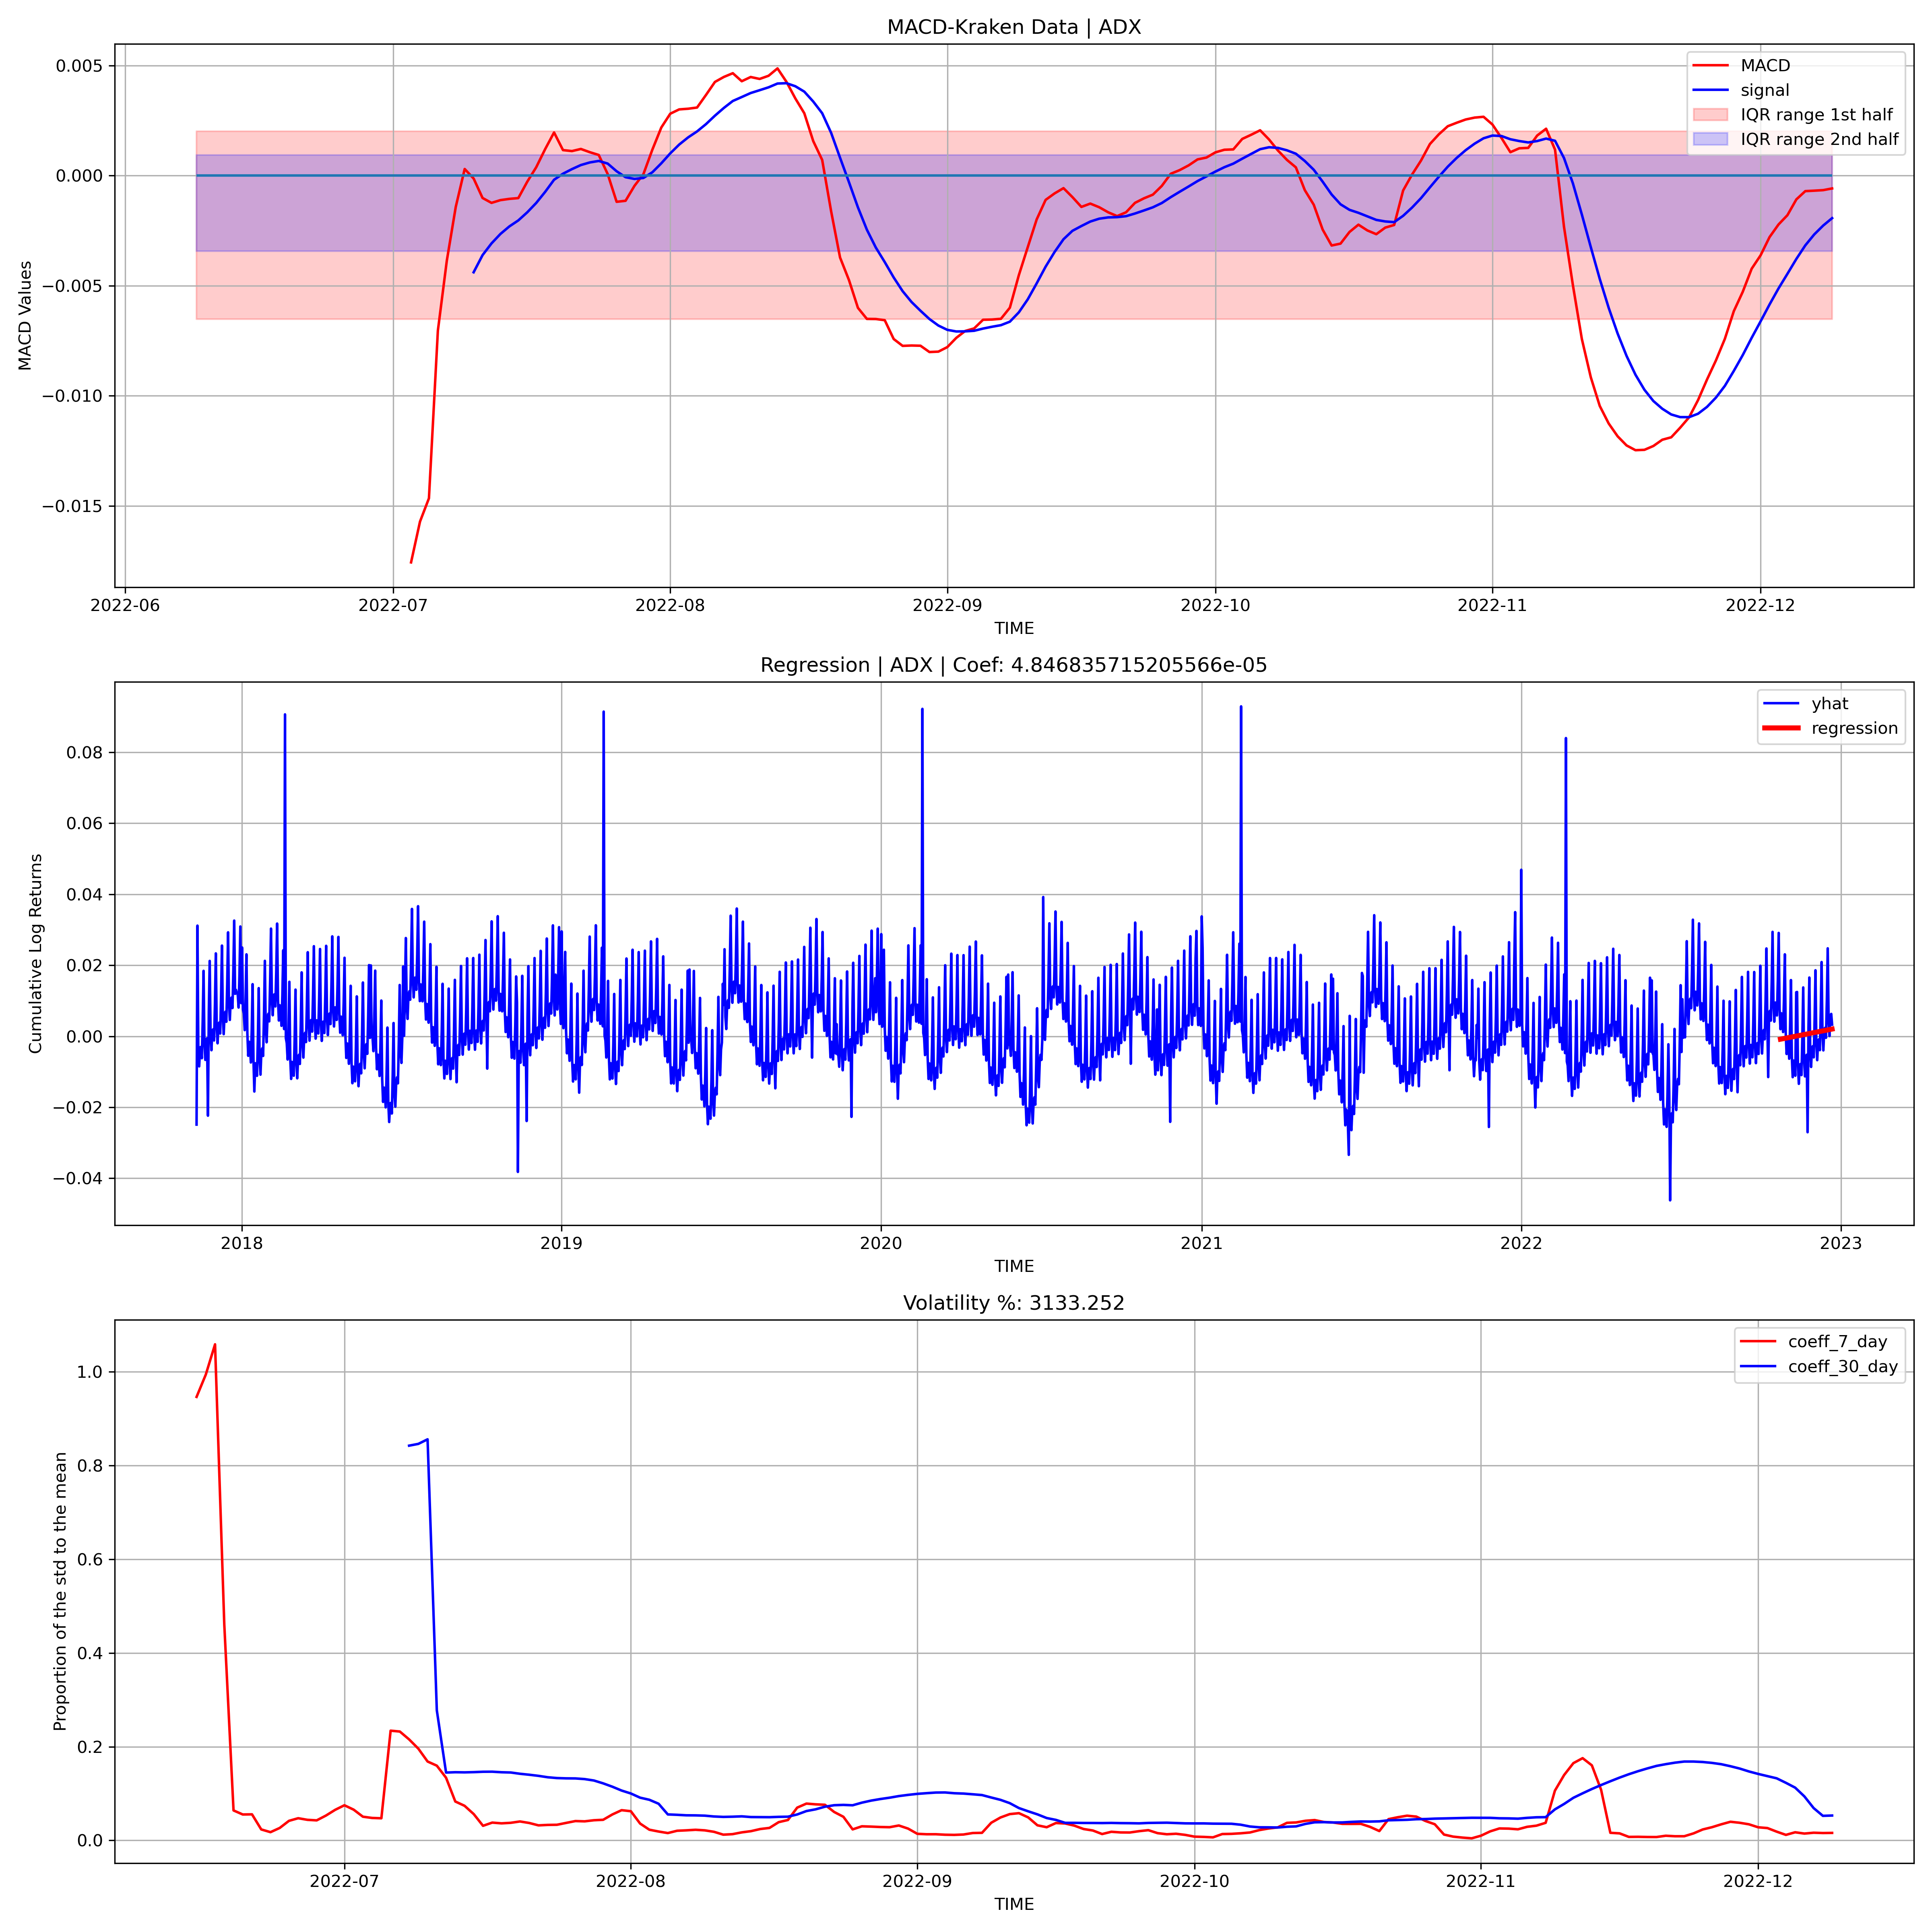 MACD-Kraken Data | ADX
MACD Values
0.005
0.000
−0.005
−0.010
−0.015
MACD
signal
IQR range 1st half
IQR range 2nd half
2022-06 2022-07 2022-08 2022-09 2022-10 2022-11 2022-12
TIME
Regression | ADX | Coef: 4.846835715205566e-05
Cumulative Log Returns
0.08
0.06
0.04
0.02
0.00
−0.02
−0.04
yhat
regression
2018 2019 2020 2021 2022 2023
TIME
Volatility %: 3133.252
Proportion of the std to the mean
1.0
0.8
0.6
0.4
0.2
0.0
coeff_7_day
coeff_30_day
2022-07 2022-08 2022-09 2022-10 2022-11 2022-12
TIME